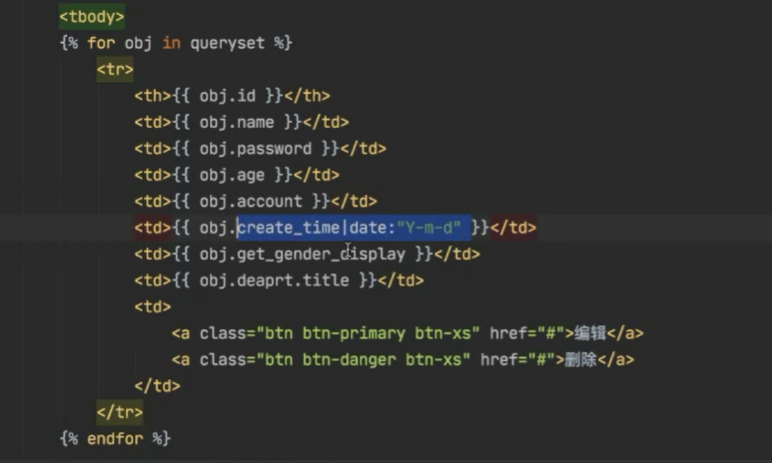 <tbody>
{% for obj in queryset %}
<tr>
<th>{{ obj.id }}</th>
<td>{{ obj.name }}</td>
<td>{{ obj.password }}</td>
<td>{{ obj.age }}</td>
<td>{{ obj.account }}</td>
<td>{{ obj.create_time|date:"Y-m-d" }}</td>
<td>{{ obj.get_gender_display }}</td>
<td>{{ obj.deaprt.title }}</td>
<td>
<a class="btn btn-primary btn-xs" href="#">编辑</a>
<a class="btn btn-danger btn-xs" href="#">删除</a>
</td>
</tr>
{% endfor %}